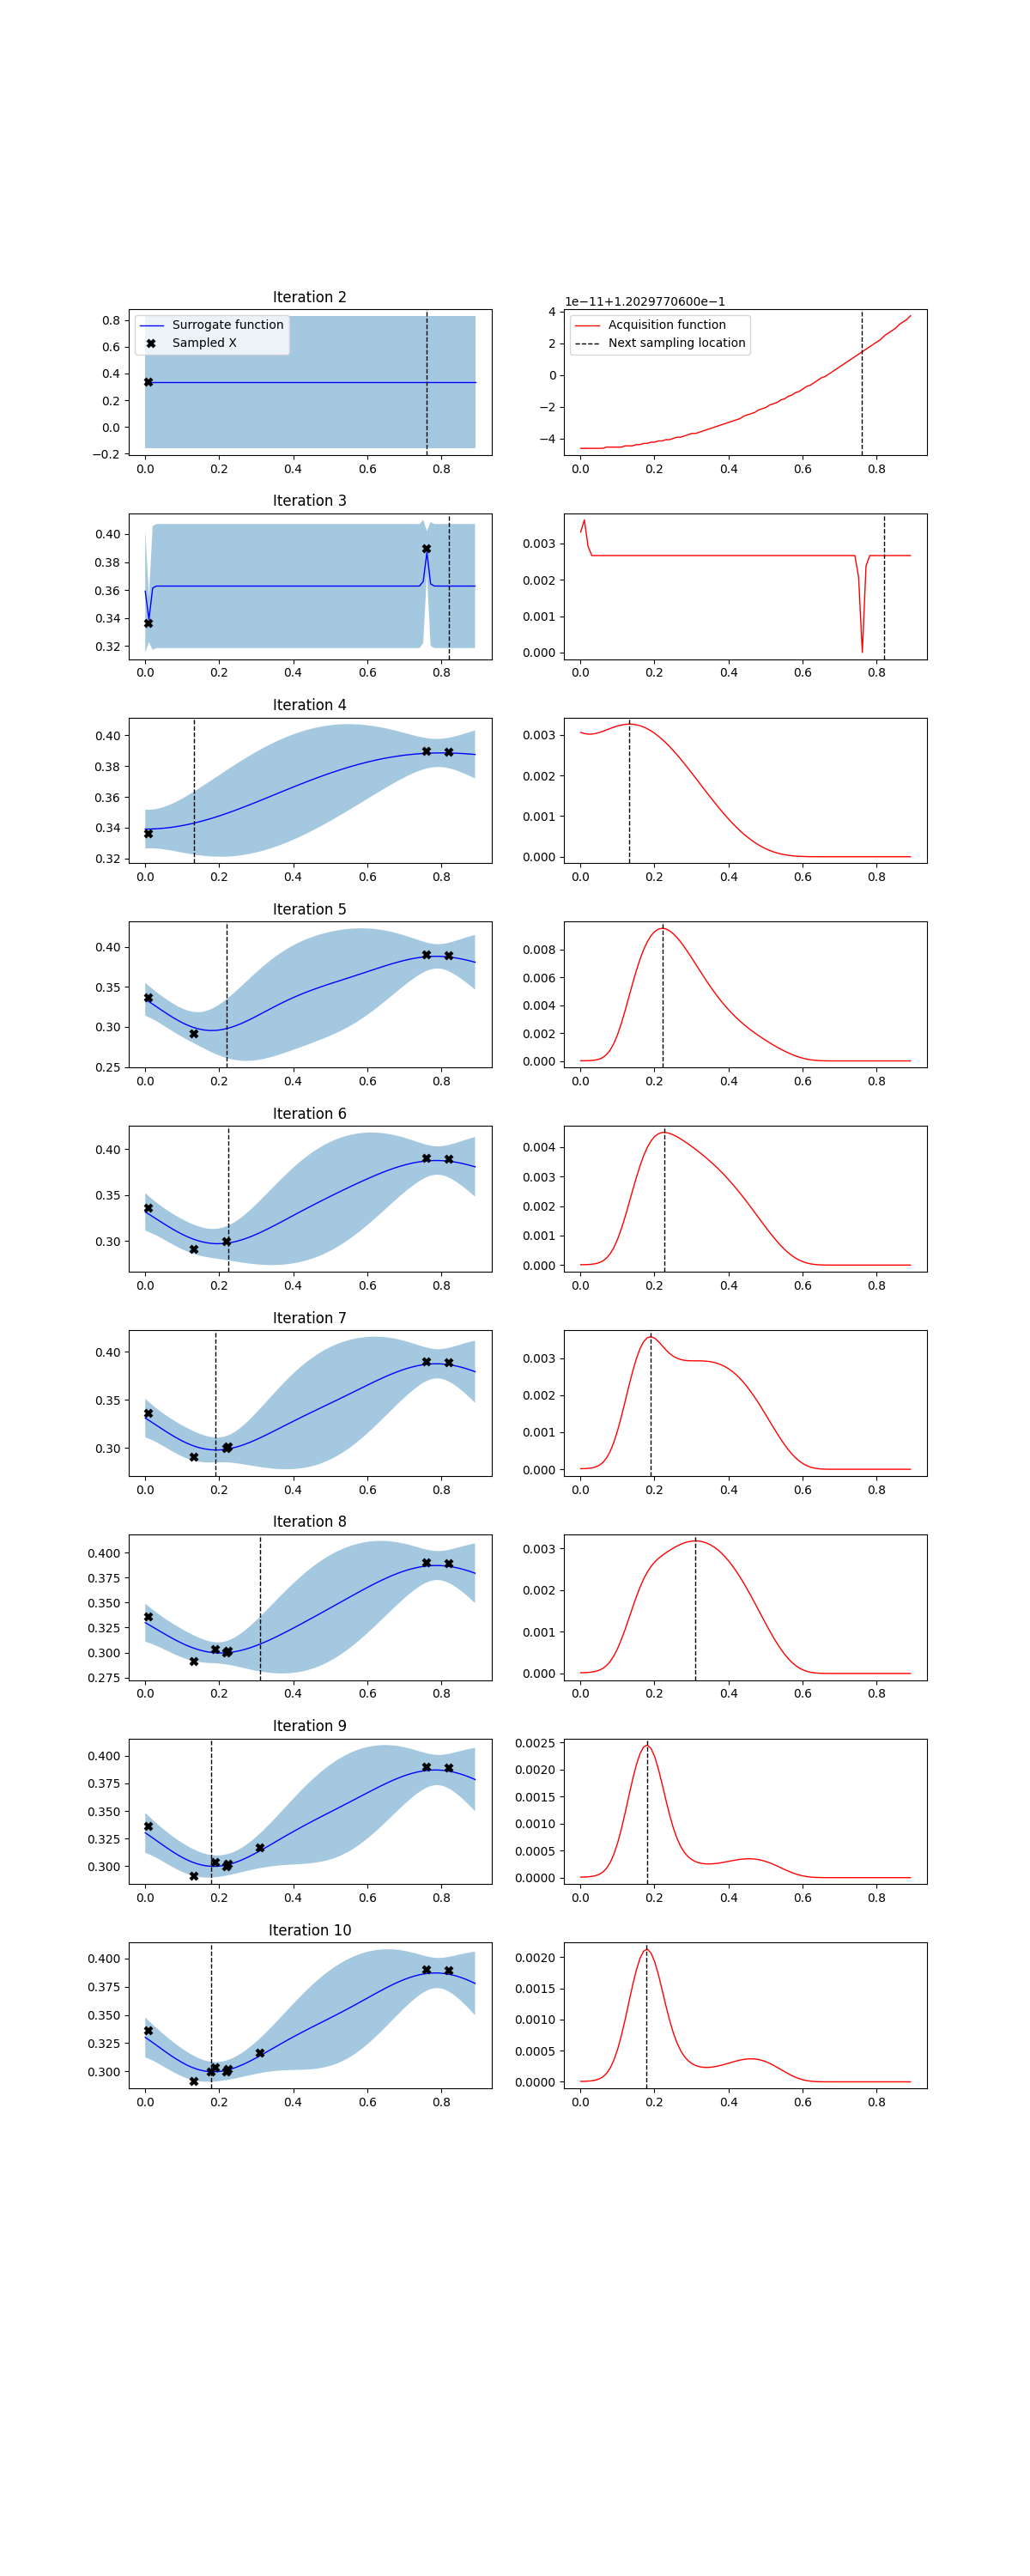 Iteration 2
1e−11+1.2029770600e−1
0.8
0.6
0.4
0.2
0.0
−0.2
Surrogate function
Sampled X
0.0 0.2 0.4 0.6 0.8
4
2
0
−2
−4
Acquisition function
Next sampling location
0.0 0.2 0.4 0.6 0.8
Iteration 3
0.40
0.38
0.36
0.34
0.32
0.0 0.2 0.4 0.6 0.8
0.003
0.002
0.001
0.000
0.0 0.2 0.4 0.6 0.8
Iteration 4
0.40
0.38
0.36
0.34
0.32
0.0 0.2 0.4 0.6 0.8
0.003
0.002
0.001
0.000
0.0 0.2 0.4 0.6 0.8
Iteration 5
0.40
0.35
0.30
0.25
0.0 0.2 0.4 0.6 0.8
0.008
0.006
0.004
0.002
0.000
0.0 0.2 0.4 0.6 0.8
Iteration 6
0.40
0.35
0.30
0.0 0.2 0.4 0.6 0.8
0.004
0.003
0.002
0.001
0.000
0.0 0.2 0.4 0.6 0.8
Iteration 7
0.40
0.35
0.30
0.0 0.2 0.4 0.6 0.8
0.003
0.002
0.001
0.000
0.0 0.2 0.4 0.6 0.8
Iteration 8
0.400
0.375
0.350
0.325
0.300
0.275
0.0 0.2 0.4 0.6 0.8
0.003
0.002
0.001
0.000
0.0 0.2 0.4 0.6 0.8
Iteration 9
0.400
0.375
0.350
0.325
0.300
0.0 0.2 0.4 0.6 0.8
0.0025
0.0020
0.0015
0.0010
0.0005
0.0000
0.0 0.2 0.4 0.6 0.8
Iteration 10
0.400
0.375
0.350
0.325
0.300
0.0 0.2 0.4 0.6 0.8
0.0020
0.0015
0.0010
0.0005
0.0000
0.0 0.2 0.4 0.6 0.8